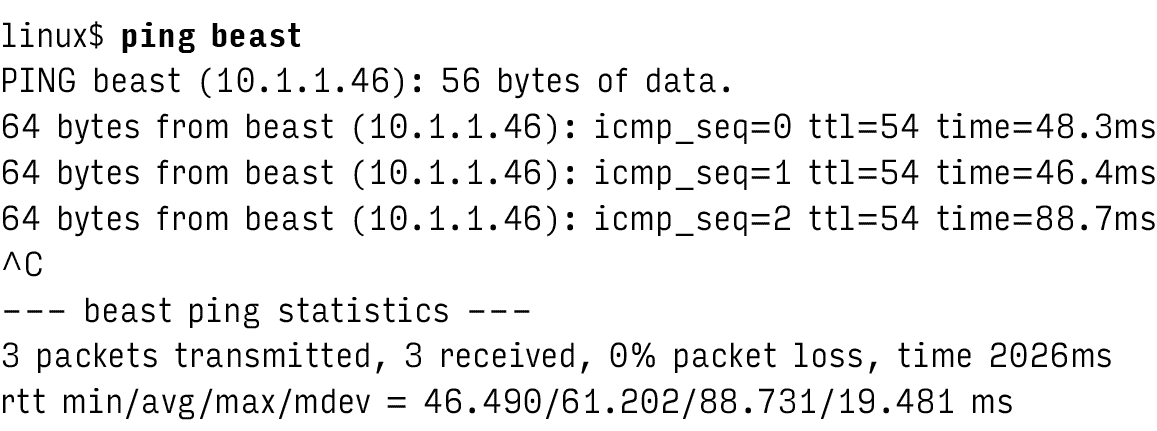 linux$ ping beast
PING beast (10.1.1.46): 56 bytes of data.
64 bytes from beast (10.1.1.46): icmp_seq=0 ttl=54 time=48.3ms
64 bytes from beast (10.1.1.46): icmp_seq=1 ttl=54 time=46.4ms
64 bytes from beast (10.1.1.46): icmp_seq=2 ttl=54 time=88.7ms
^C
--- beast ping statistics ---
3 packets transmitted, 3 received, 0% packet loss, time 2026ms
rtt min/avg/max/mdev = 46.490/61.202/88.731/19.481 ms